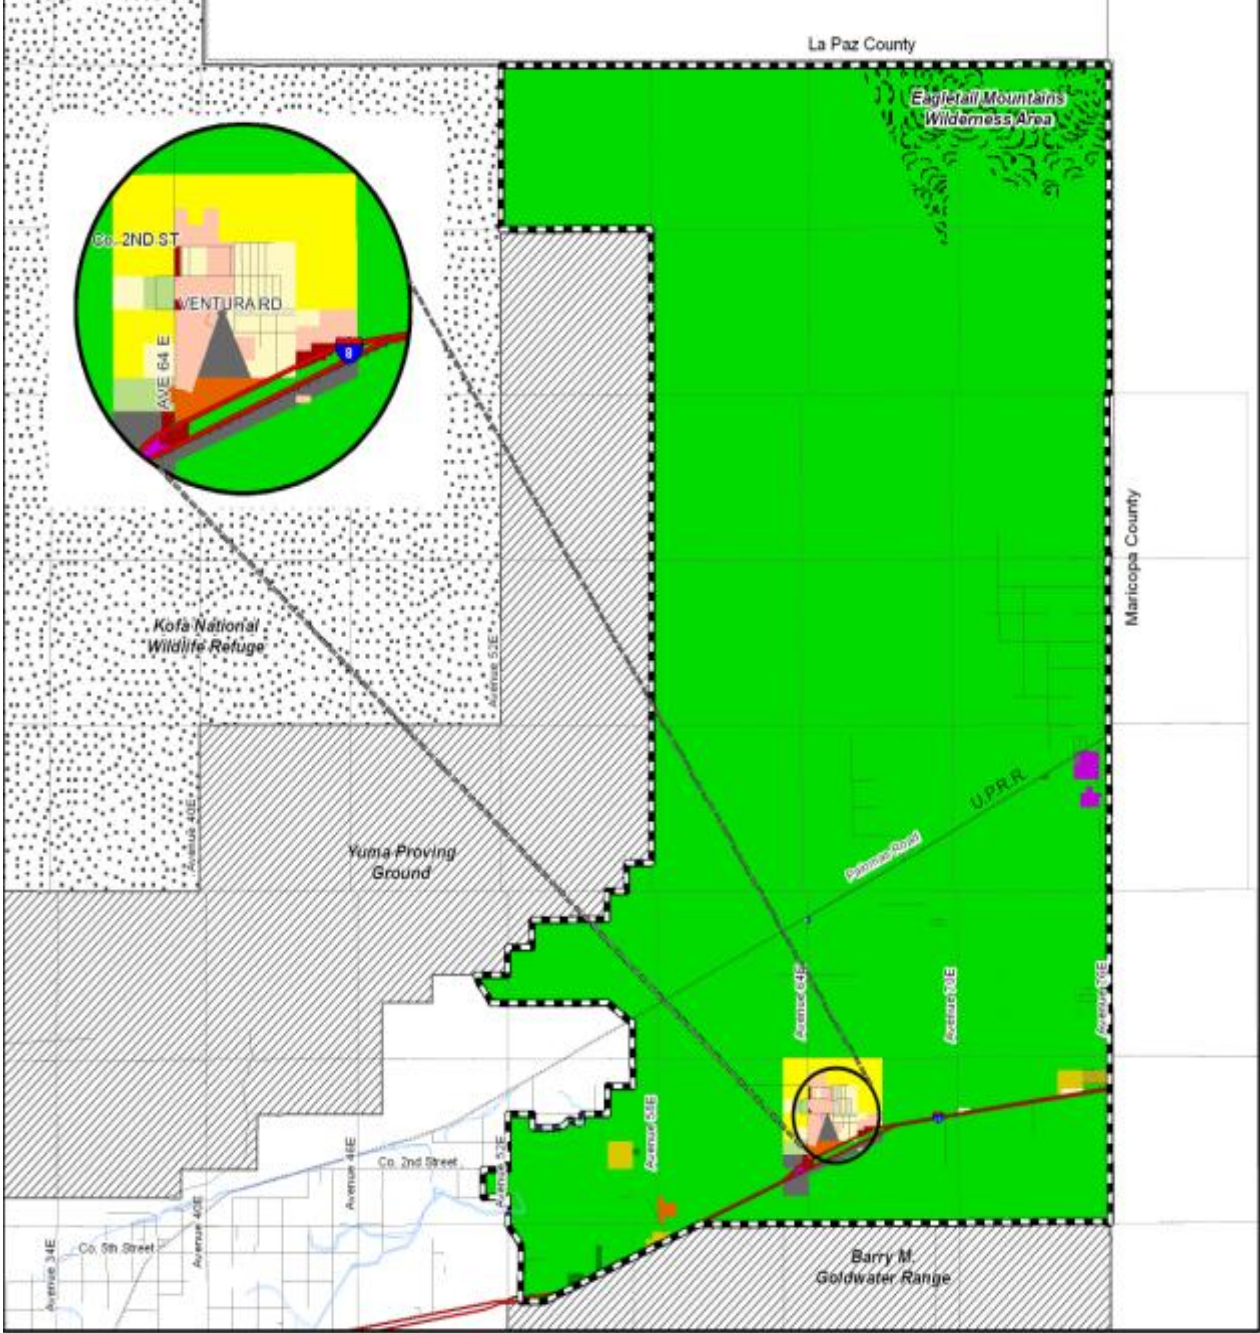 La Paz County
Eagletail Mountains
Wilderness Area
Co. 2ND ST
VENTURA RD
AVE 64 E
8
Maricopa County
Kofa National
Wildlife Refuge
Avenue 52E
U.P.R.R.
Avenue 40E
Palomas Road
Yuma Proving
Ground
Avenue 64E
Avenue 70E
Avenue 76E
Avenue 58E
Avenue 52E
Avenue 46E
Co. 2nd Street
Avenue 40E
Co. 5th Street
Avenue 34E
Barry M.
Goldwater Range